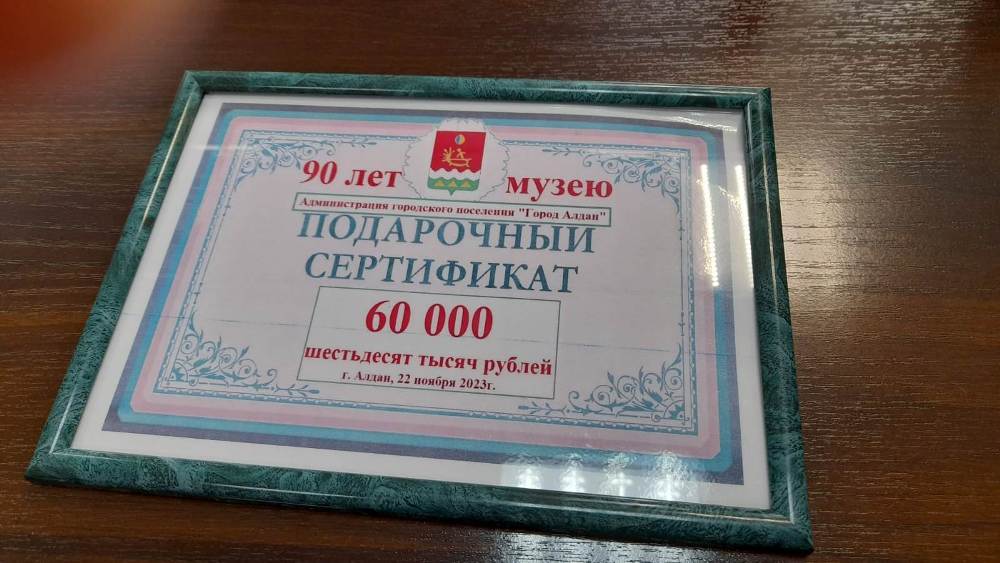 90 лет музею
Администрация городского поселения "Город Алдан"
ПОДАРОЧНЫЙ
СЕРТИФИКАТ
60 000
шестьдесят тысяч рублей
г. Алдан, 22 ноября 2023г.